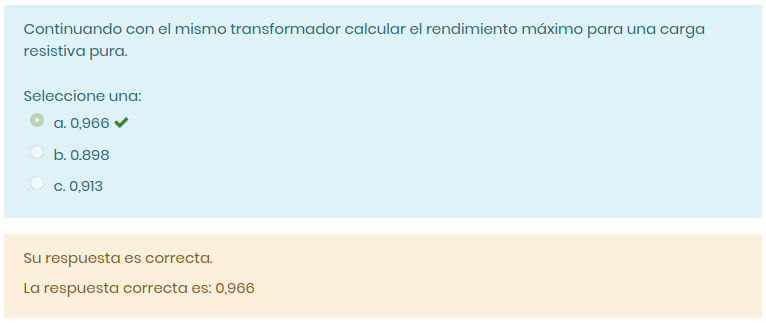 Continuando con el mismo transformador calcular el rendimiento máximo para una carga
resistiva pura.
Seleccione una:
a. 0,966
b. 0.898
c. 0,913
Su respuesta es correcta.
La respuesta correcta es: 0,966